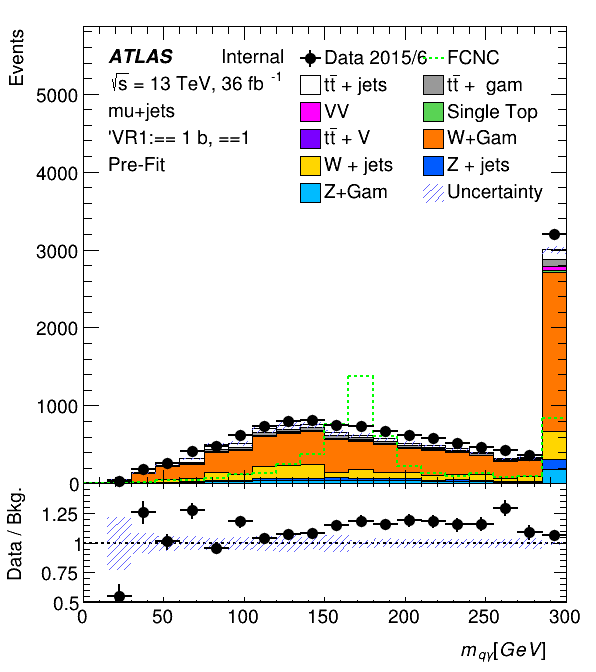 Events
ATLAS Internal
√s = 13 TeV, 36 fb⁻¹
mu+jets
'VR1:== 1 b, ==1
Pre-Fit
Data 2015/6 FCNC
tt̄ + jets tt̄ + gam
VV Single Top
tt̄ + V W+Gam
W + jets Z + jets
Z+Gam Uncertainty
5000
4000
3000
2000
1000
0
Data / Bkg.
1.25
1
0.75
0.5
0 50 100 150 200 250 300
m_qγ[GeV]